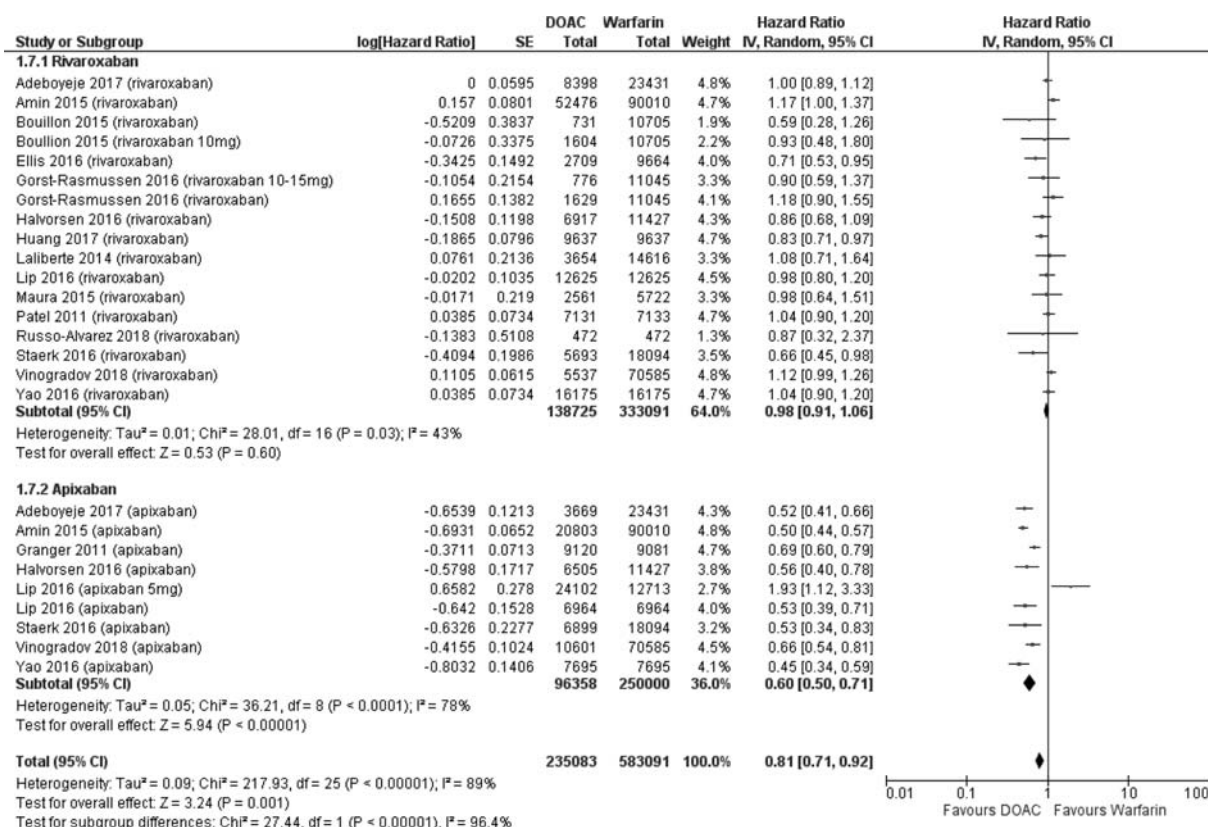 DOAC Warfarin Hazard Ratio Hazard Ratio
Study or Subgroup log[Hazard Ratio] SE Total Total Weight IV, Random, 95% CI IV, Random, 95% CI
1.7.1 Rivaroxaban
Adeboyeje 2017 (rivaroxaban) 0 0.0595 8398 23431 4.8% 1.00 [0.89, 1.12]
Amin 2015 (rivaroxaban) 0.157 0.0801 52476 90010 4.7% 1.17 [1.00, 1.37]
Bouillon 2015 (rivaroxaban) -0.5209 0.3837 731 10705 1.9% 0.59 [0.28, 1.26]
Boullion 2015 (rivaroxaban 10mg) -0.0726 0.3375 1604 10705 2.2% 0.93 [0.48, 1.80]
Ellis 2016 (rivaroxaban) -0.3425 0.1492 2709 9664 4.0% 0.71 [0.53, 0.95]
Gorst-Rasmussen 2016 (rivaroxaban 10-15mg) -0.1054 0.2154 776 11045 3.3% 0.90 [0.59, 1.37]
Gorst-Rasmussen 2016 (rivaroxaban) 0.1655 0.1382 1629 11045 4.1% 1.18 [0.90, 1.55]
Halvorsen 2016 (rivaroxaban) -0.1508 0.1198 6917 11427 4.3% 0.86 [0.68, 1.09]
Huang 2017 (rivaroxaban) -0.1865 0.0796 9637 9637 4.7% 0.83 [0.71, 0.97]
Laliberte 2014 (rivaroxaban) 0.0761 0.2136 3654 14616 3.3% 1.08 [0.71, 1.64]
Lip 2016 (rivaroxaban) -0.0202 0.1035 12625 12625 4.5% 0.98 [0.80, 1.20]
Maura 2015 (rivaroxaban) -0.0171 0.219 2561 5722 3.3% 0.98 [0.64, 1.51]
Patel 2011 (rivaroxaban) 0.0385 0.0734 7131 7133 4.7% 1.04 [0.90, 1.20]
Russo-Alvarez 2018 (rivaroxaban) -0.1383 0.5108 472 472 1.3% 0.87 [0.32, 2.37]
Staerk 2016 (rivaroxaban) -0.4094 0.1986 5693 18094 3.5% 0.66 [0.45, 0.98]
Vinogradov 2018 (rivaroxaban) 0.1105 0.0615 5537 70585 4.8% 1.12 [0.99, 1.26]
Yao 2016 (rivaroxaban) 0.0385 0.0734 16175 16175 4.7% 1.04 [0.90, 1.20]
Subtotal (95% CI) 138725 333091 64.0% 0.98 [0.91, 1.06]
Heterogeneity: Tau² = 0.01; Chi² = 28.01, df = 16 (P = 0.03); I² = 43%
Test for overall effect: Z = 0.53 (P = 0.60)
1.7.2 Apixaban
Adeboyeje 2017 (apixaban) -0.6539 0.1213 3669 23431 4.3% 0.52 [0.41, 0.66]
Amin 2015 (apixaban) -0.6931 0.0652 20803 90010 4.8% 0.50 [0.44, 0.57]
Granger 2011 (apixaban) -0.3711 0.0713 9120 9081 4.7% 0.69 [0.60, 0.79]
Halvorsen 2016 (apixaban) -0.5798 0.1717 6505 11427 3.8% 0.56 [0.40, 0.78]
Lip 2016 (apixaban 5mg) 0.6582 0.278 24102 12713 2.7% 1.93 [1.12, 3.33]
Lip 2016 (apixaban) -0.642 0.1528 6964 6964 4.0% 0.53 [0.39, 0.71]
Staerk 2016 (apixaban) -0.6326 0.2277 6899 18094 3.2% 0.53 [0.34, 0.83]
Vinogradov 2018 (apixaban) -0.4155 0.1024 10601 70585 4.5% 0.66 [0.54, 0.81]
Yao 2016 (apixaban) -0.8032 0.1406 7695 7695 4.1% 0.45 [0.34, 0.59]
Subtotal (95% CI) 96358 250000 36.0% 0.60 [0.50, 0.71]
Heterogeneity: Tau² = 0.05; Chi² = 36.21, df = 8 (P < 0.0001); I² = 78%
Test for overall effect: Z = 5.94 (P < 0.00001)
Total (95% CI) 235083 583091 100.0% 0.81 [0.71, 0.92]
Heterogeneity: Tau² = 0.09; Chi² = 217.93, df = 25 (P < 0.00001); I² = 89%
Test for overall effect: Z = 3.24 (P = 0.001)
Test for subgroup differences: Chi² = 27.44, df = 1 (P < 0.00001), I² = 96.4%
0.01 0.1 1 10 100
Favours DOAC Favours Warfarin